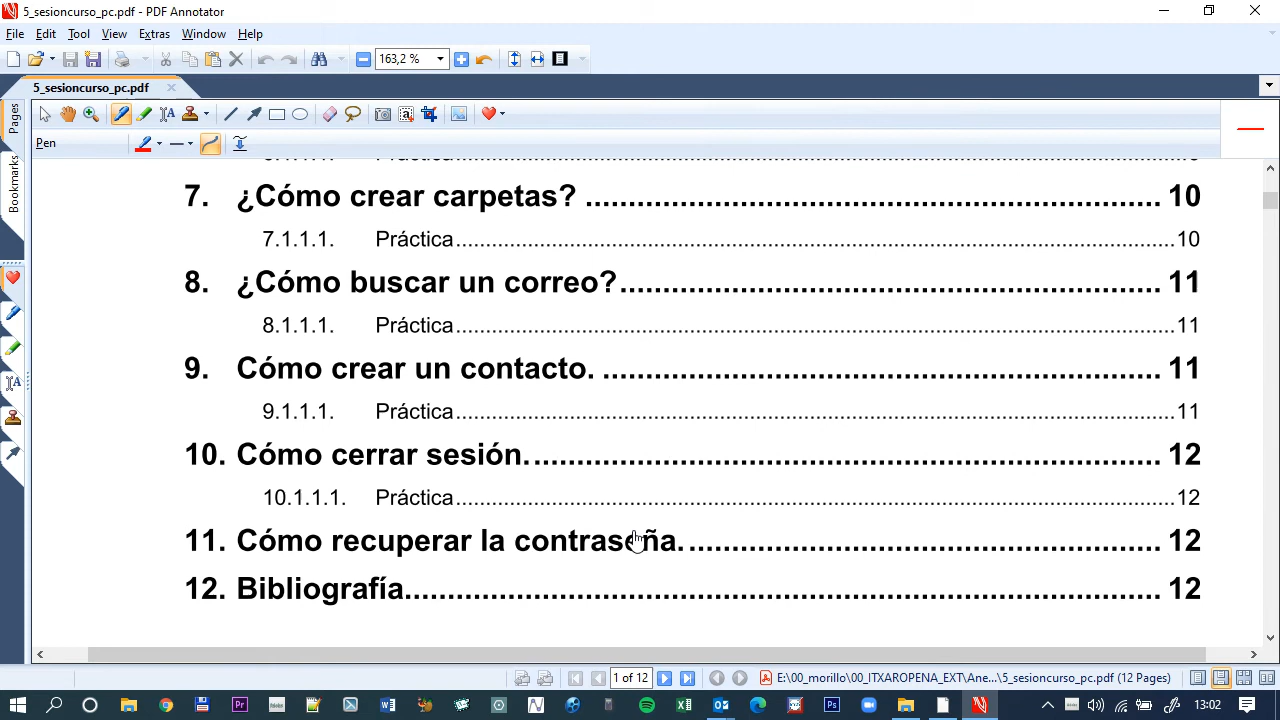 5_sesioncurso_pc.pdf - PDF Annotator
File Edit Tool View Extras Window Help
163,2 %
5_sesioncurso_pc.pdf
Pen
Pages
Bookmarks
7. ¿Cómo crear carpetas? 10
7.1.1.1. Práctica 10
8. ¿Cómo buscar un correo? 11
8.1.1.1. Práctica 11
9. Cómo crear un contacto. 11
9.1.1.1. Práctica 11
10. Cómo cerrar sesión. 12
10.1.1.1. Práctica 12
11. Cómo recuperar la contraseña. 12
12. Bibliografía 12
1 of 12
E:\00_morillo\00_ITXAROPENA_EXT\Ane...\5_sesioncurso_pc.pdf (12 Pages)
13:02